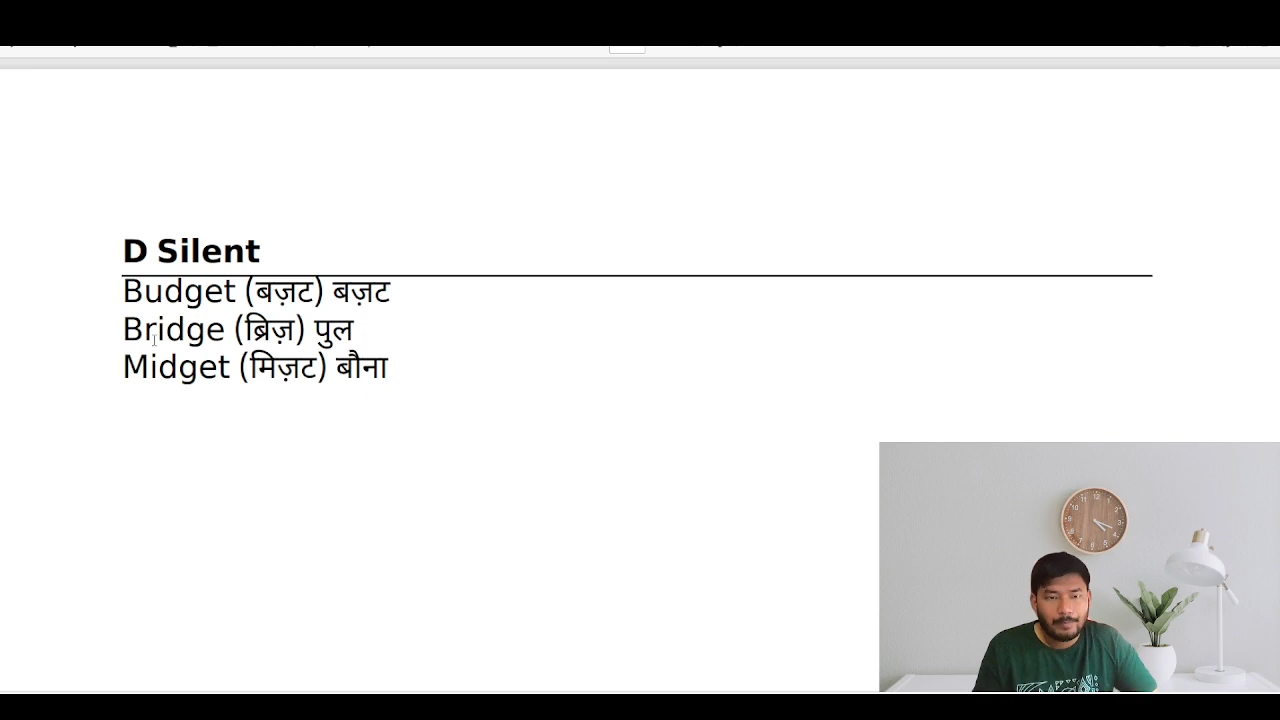 D Silent
Budget (बज़ट) बज़ट
Bridge (ब्रिज़) पुल
Midget (मिज़ट) बौना